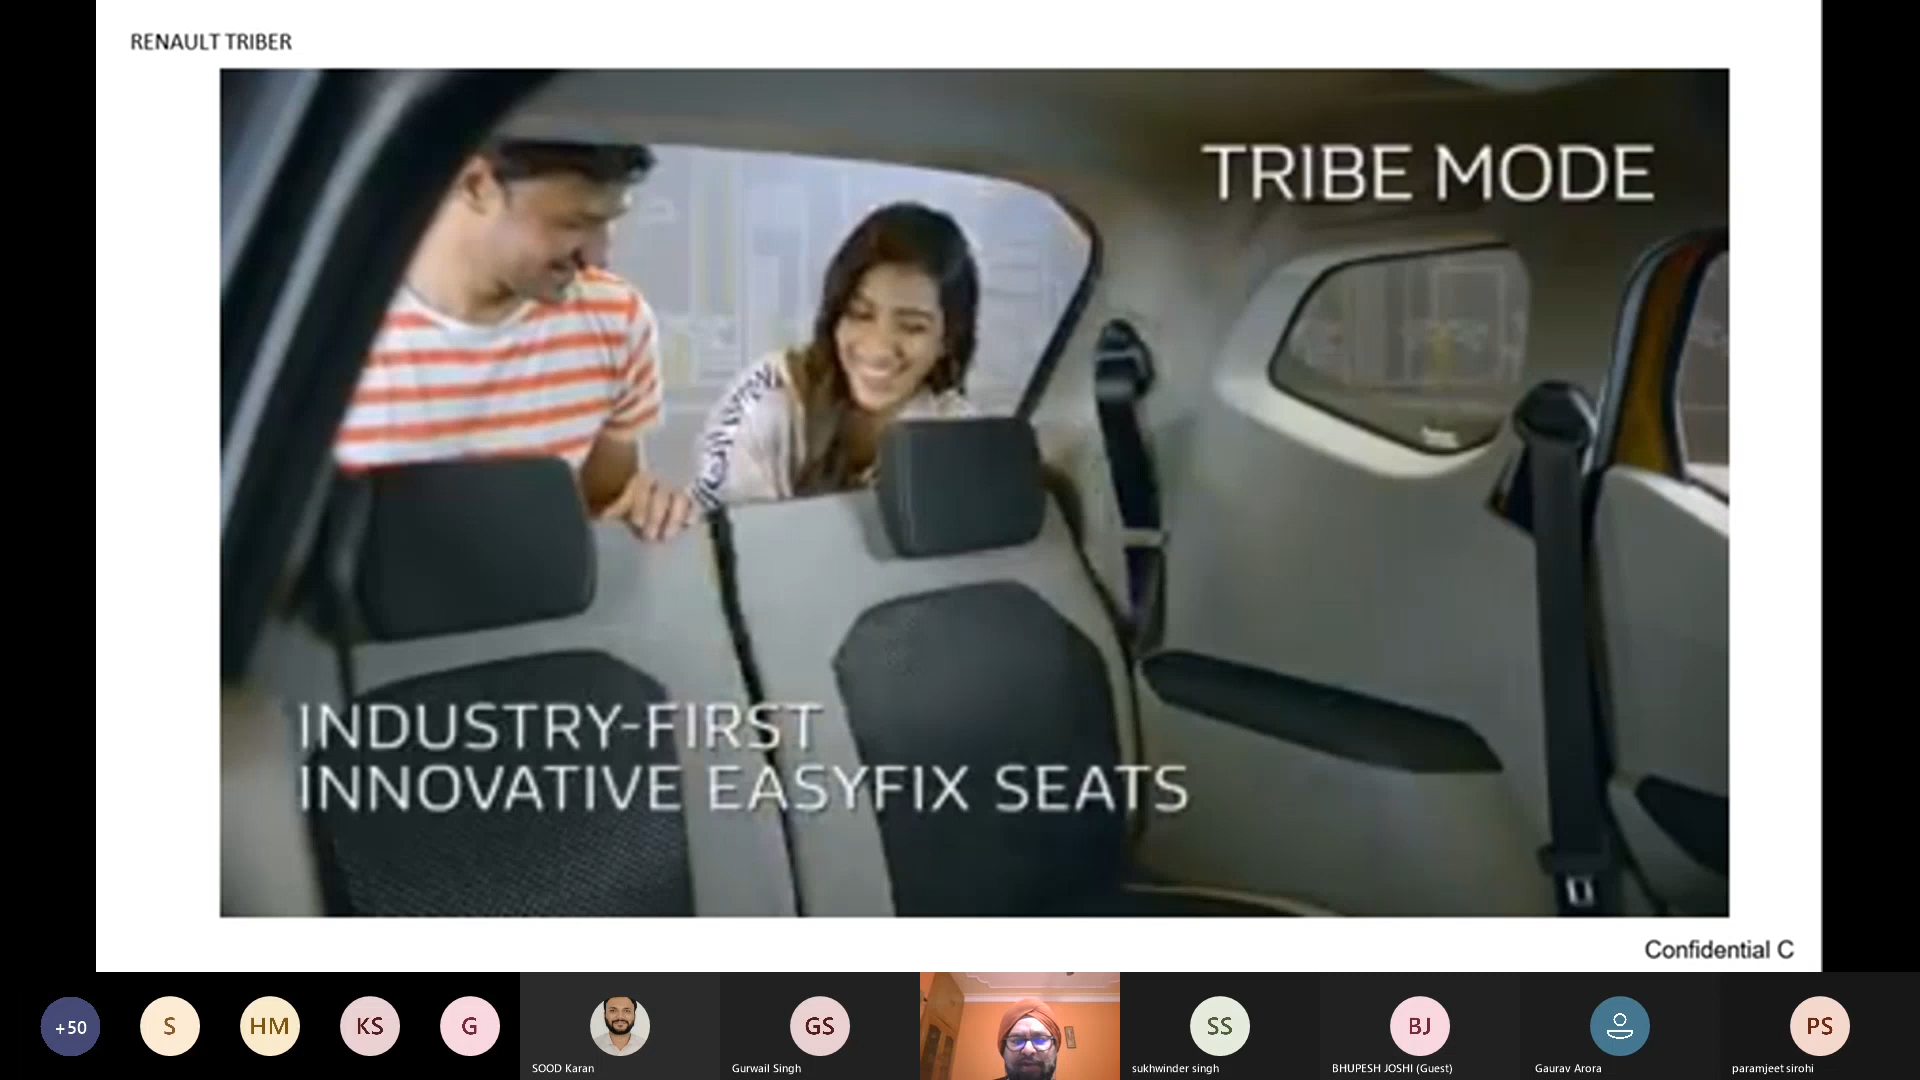 RENAULT TRIBER
TRIBE MODE
INDUSTRY-FIRST
INNOVATIVE EASYFIX SEATS
Confidential C
+50
S
HM
KS
G
SOOD Karan
GS
Gurwail Singh
SS
sukhwinder singh
BJ
BHUPESH JOSHI (Guest)
Gaurav Arora
PS
paramjeet sirohi